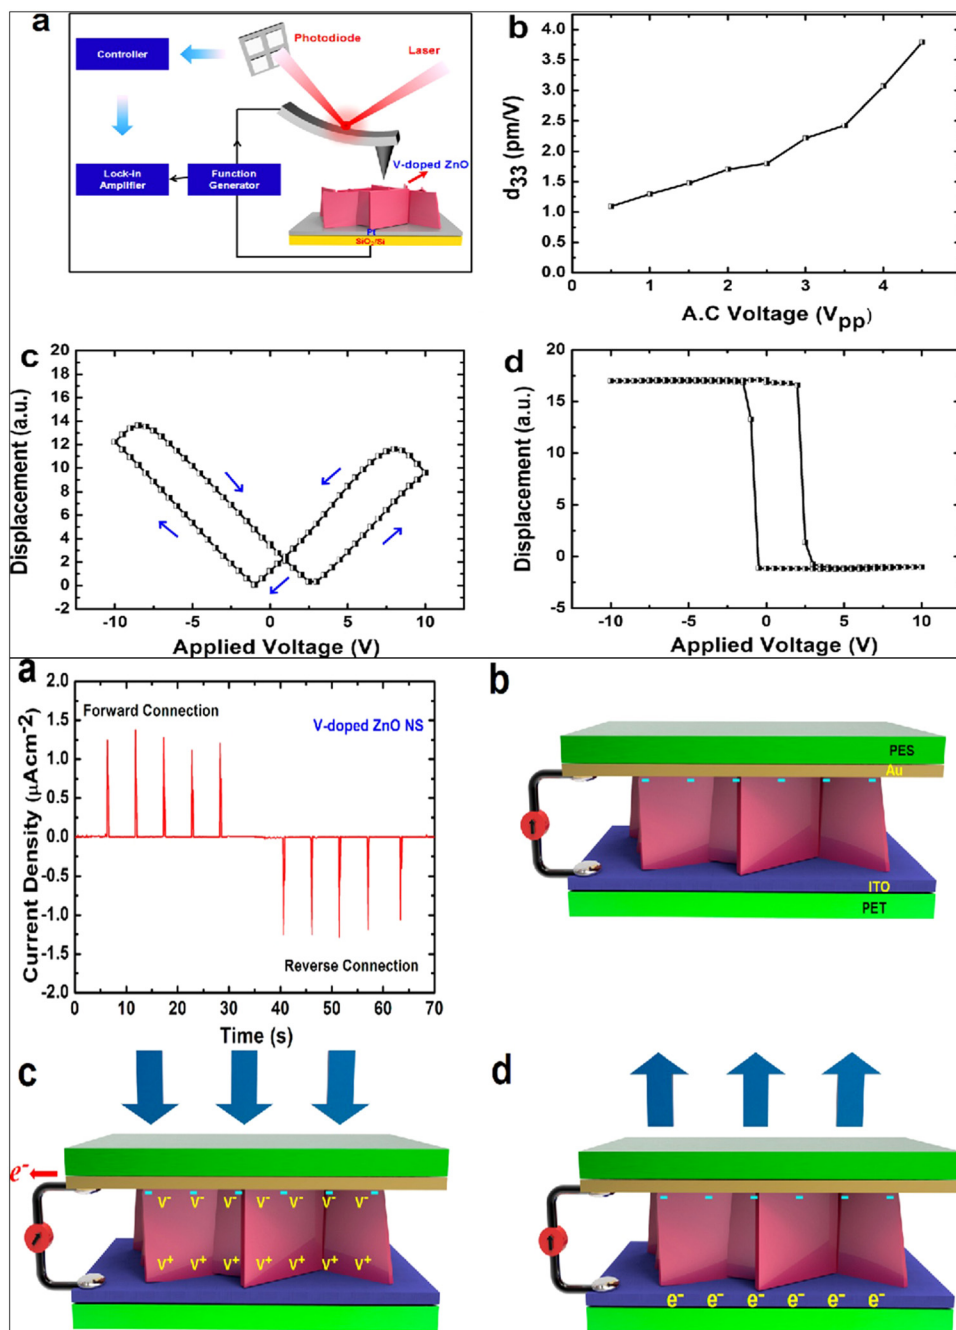 a
Photodiode
Laser
Controller
Lock-in
Amplifier
Function
Generator
V-doped ZnO
Pt
SiO₂/Si
b
d₃₃ (pm/V)
4.0
3.5
3.0
2.5
2.0
1.5
1.0
0.5
0.0
0 1 2 3 4
A.C Voltage (Vpp)
c
Displacement (a.u.)
20
18
16
14
12
10
8
6
4
2
0
-2
-10 -5 0 5 10
Applied Voltage (V)
d
Displacement (a.u.)
20
15
10
5
0
-5
-10 -5 0 5 10
Applied Voltage (V)
a
Current Density (µAcm⁻²)
2.0
1.5
1.0
0.5
0.0
-0.5
-1.0
-1.5
-2.0
Forward Connection
V-doped ZnO NS
Reverse Connection
0 10 20 30 40 50 60 70
Time (s)
b
PES
Au
ITO
PET
c
e⁻
V⁻ V⁻ V⁻ V⁻ V⁻ V⁻ V⁻
V⁺ V⁺ V⁺ V⁺ V⁺ V⁺ V⁺
d
e⁻ e⁻ e⁻ e⁻ e⁻ e⁻